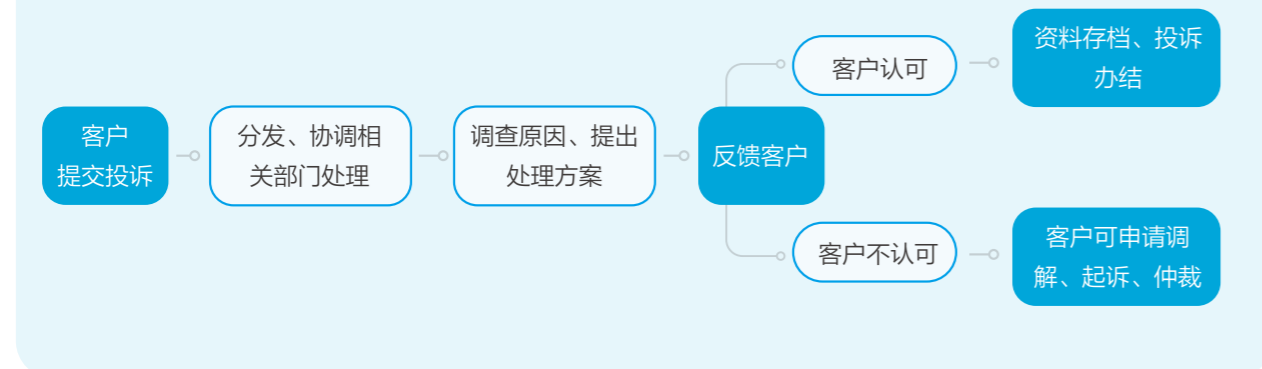 客户
提交投诉
分发、协调相
关部门处理
调查原因、提出
处理方案
反馈客户
客户认可
资料存档、投诉
办结
客户不认可
客户可申请调
解、起诉、仲裁